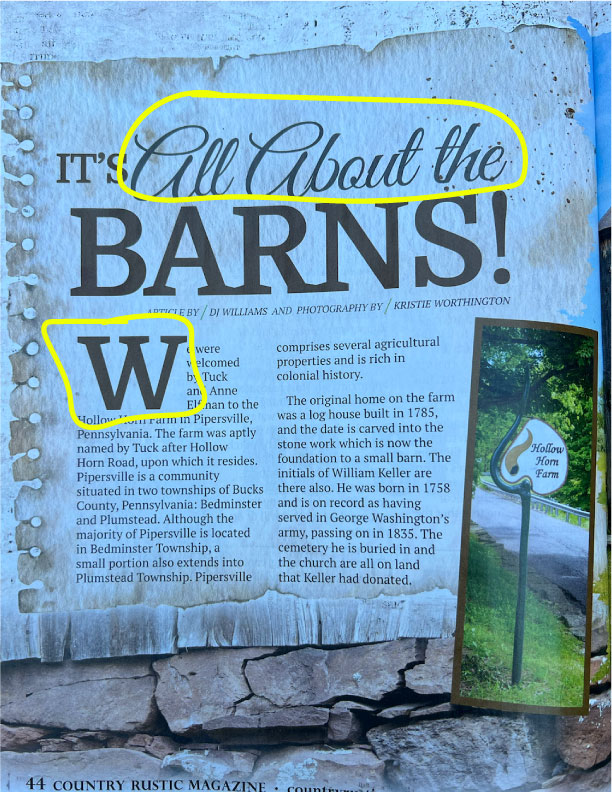 IT'S All About the
BARNS!
ARTICLE BY / DJ WILLIAMS AND PHOTOGRAPHY BY / KRISTIE WORTHINGTON
We were
welcomed
by Tuck
and Anne
Elfman to the
Hollow Horn Farm in Pipersville,
Pennsylvania. The farm was aptly
named by Tuck after Hollow
Horn Road, upon which it resides.
Pipersville is a community
situated in two townships of Bucks
County, Pennsylvania: Bedminster
and Plumstead. Although the
majority of Pipersville is located
in Bedminster Township, a
small portion also extends into
Plumstead Township. Pipersville
comprises several agricultural
properties and is rich in
colonial history.
The original home on the farm
was a log house built in 1785,
and the date is carved into the
stone work which is now the
foundation to a small barn. The
initials of William Keller are
there also. He was born in 1758
and is on record as having
served in George Washington's
army, passing on in 1835. The
cemetery he is buried in and
the church are all on land
that Keller had donated.
Hollow
Horn
Farm
44 COUNTRY RUSTIC MAGAZINE •